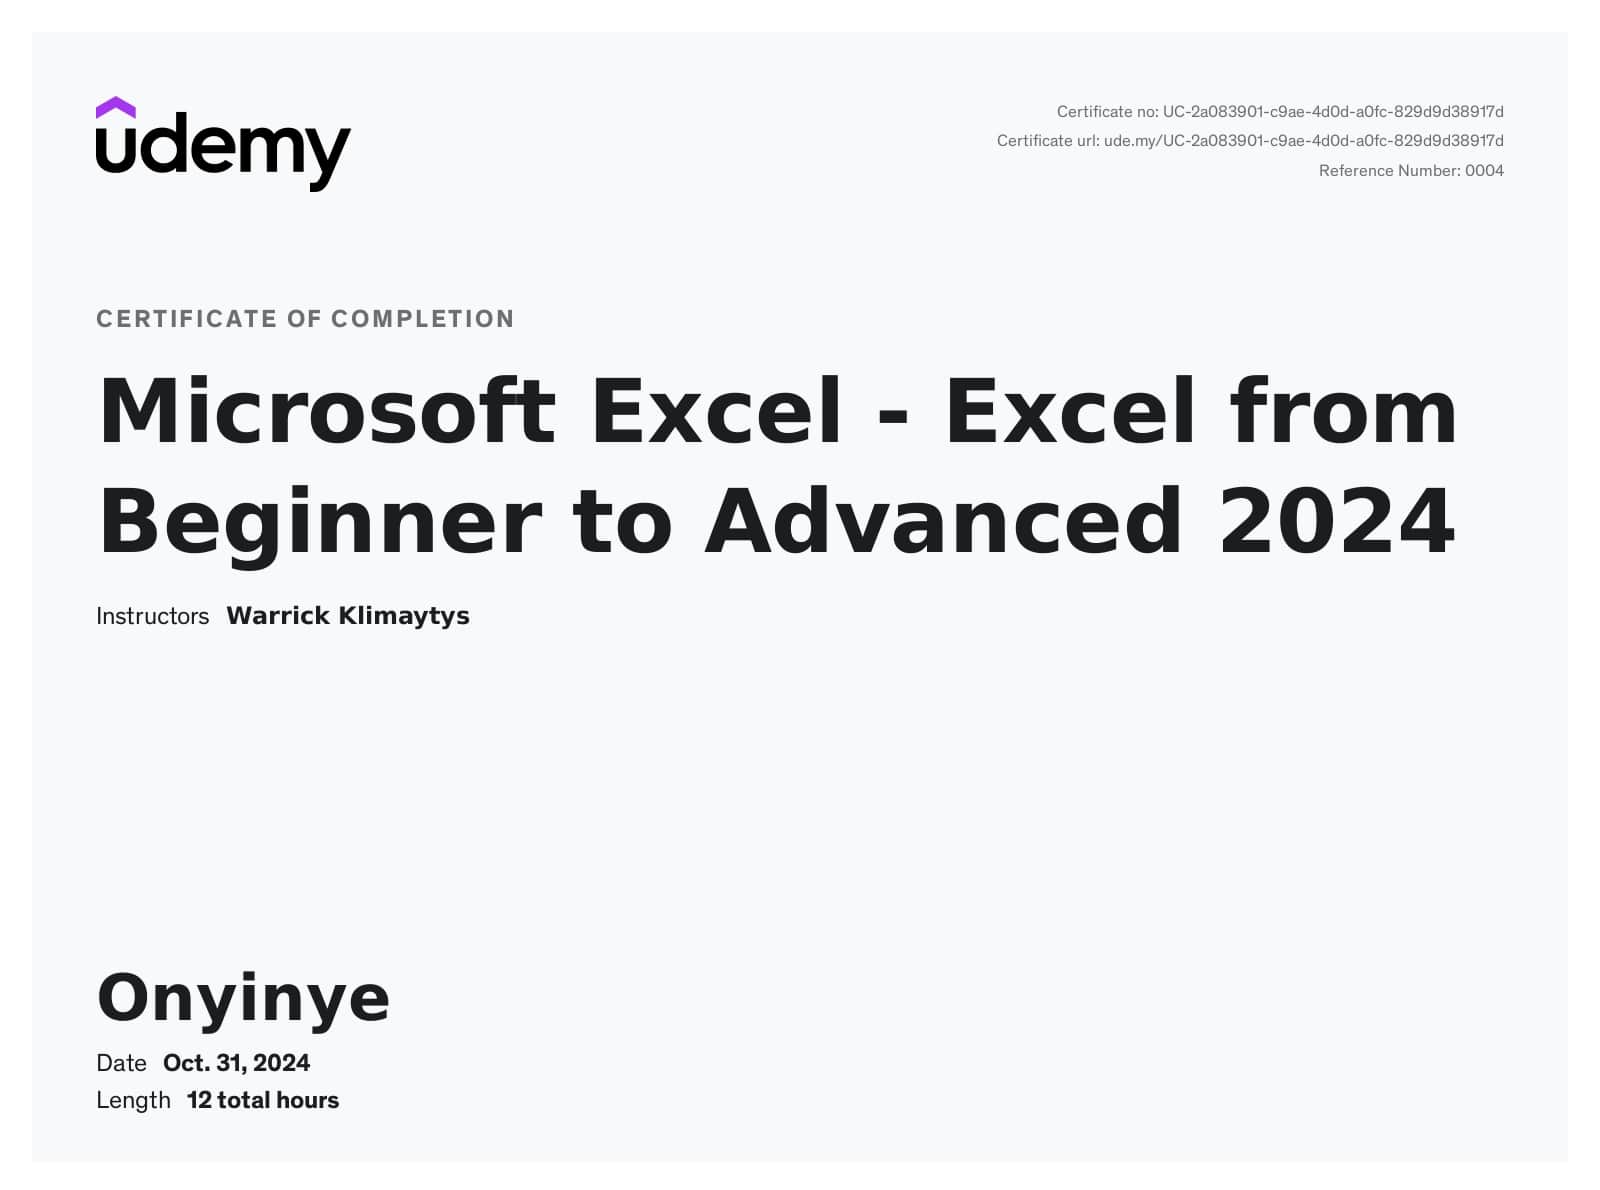 udemy
Certificate no: UC-2a083901-c9ae-4d0d-a0fc-829d9d38917d
Certificate url: ude.my/UC-2a083901-c9ae-4d0d-a0fc-829d9d38917d
Reference Number: 0004
CERTIFICATE OF COMPLETION
Microsoft Excel - Excel from
Beginner to Advanced 2024
Instructors Warrick Klimaytys
Onyinye
Date Oct. 31, 2024
Length 12 total hours